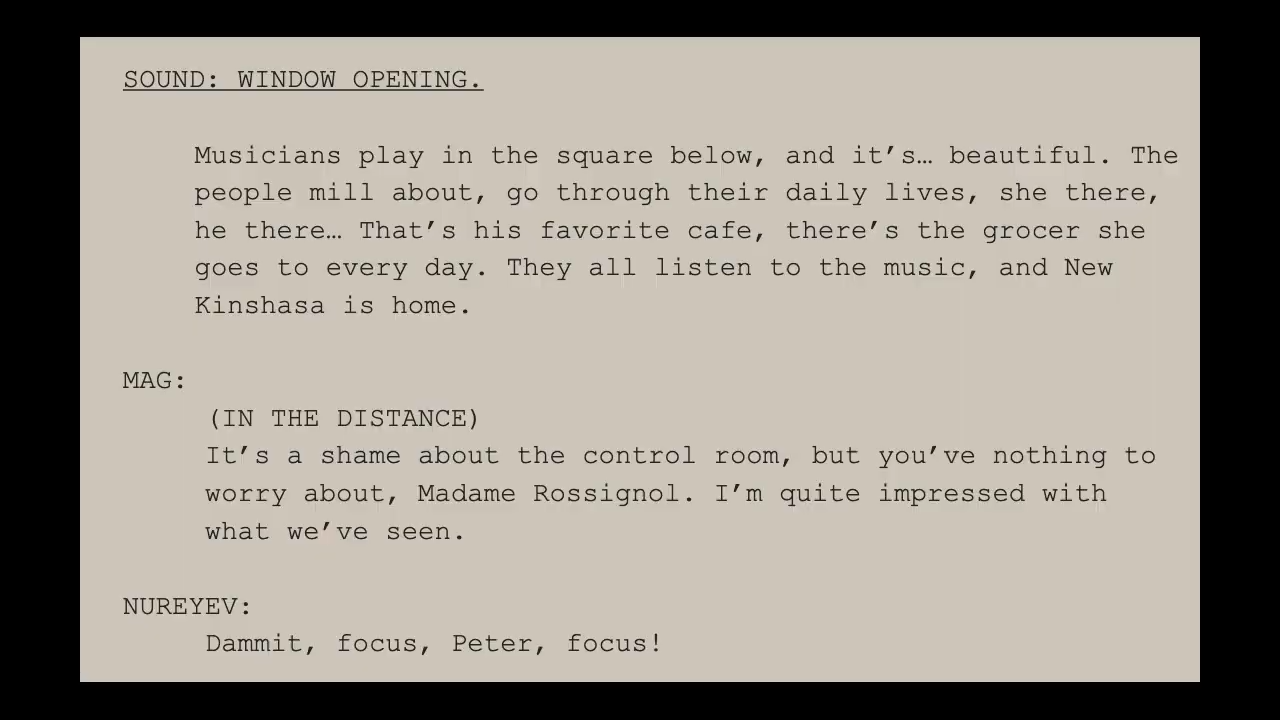 SOUND: WINDOW OPENING.
Musicians play in the square below, and it’s… beautiful. The
people mill about, go through their daily lives, she there,
he there… That’s his favorite cafe, there’s the grocer she
goes to every day. They all listen to the music, and New
Kinshasa is home.
MAG:
(IN THE DISTANCE)
It’s a shame about the control room, but you’ve nothing to
worry about, Madame Rossignol. I’m quite impressed with
what we’ve seen.
NUREYEV:
Dammit, focus, Peter, focus!